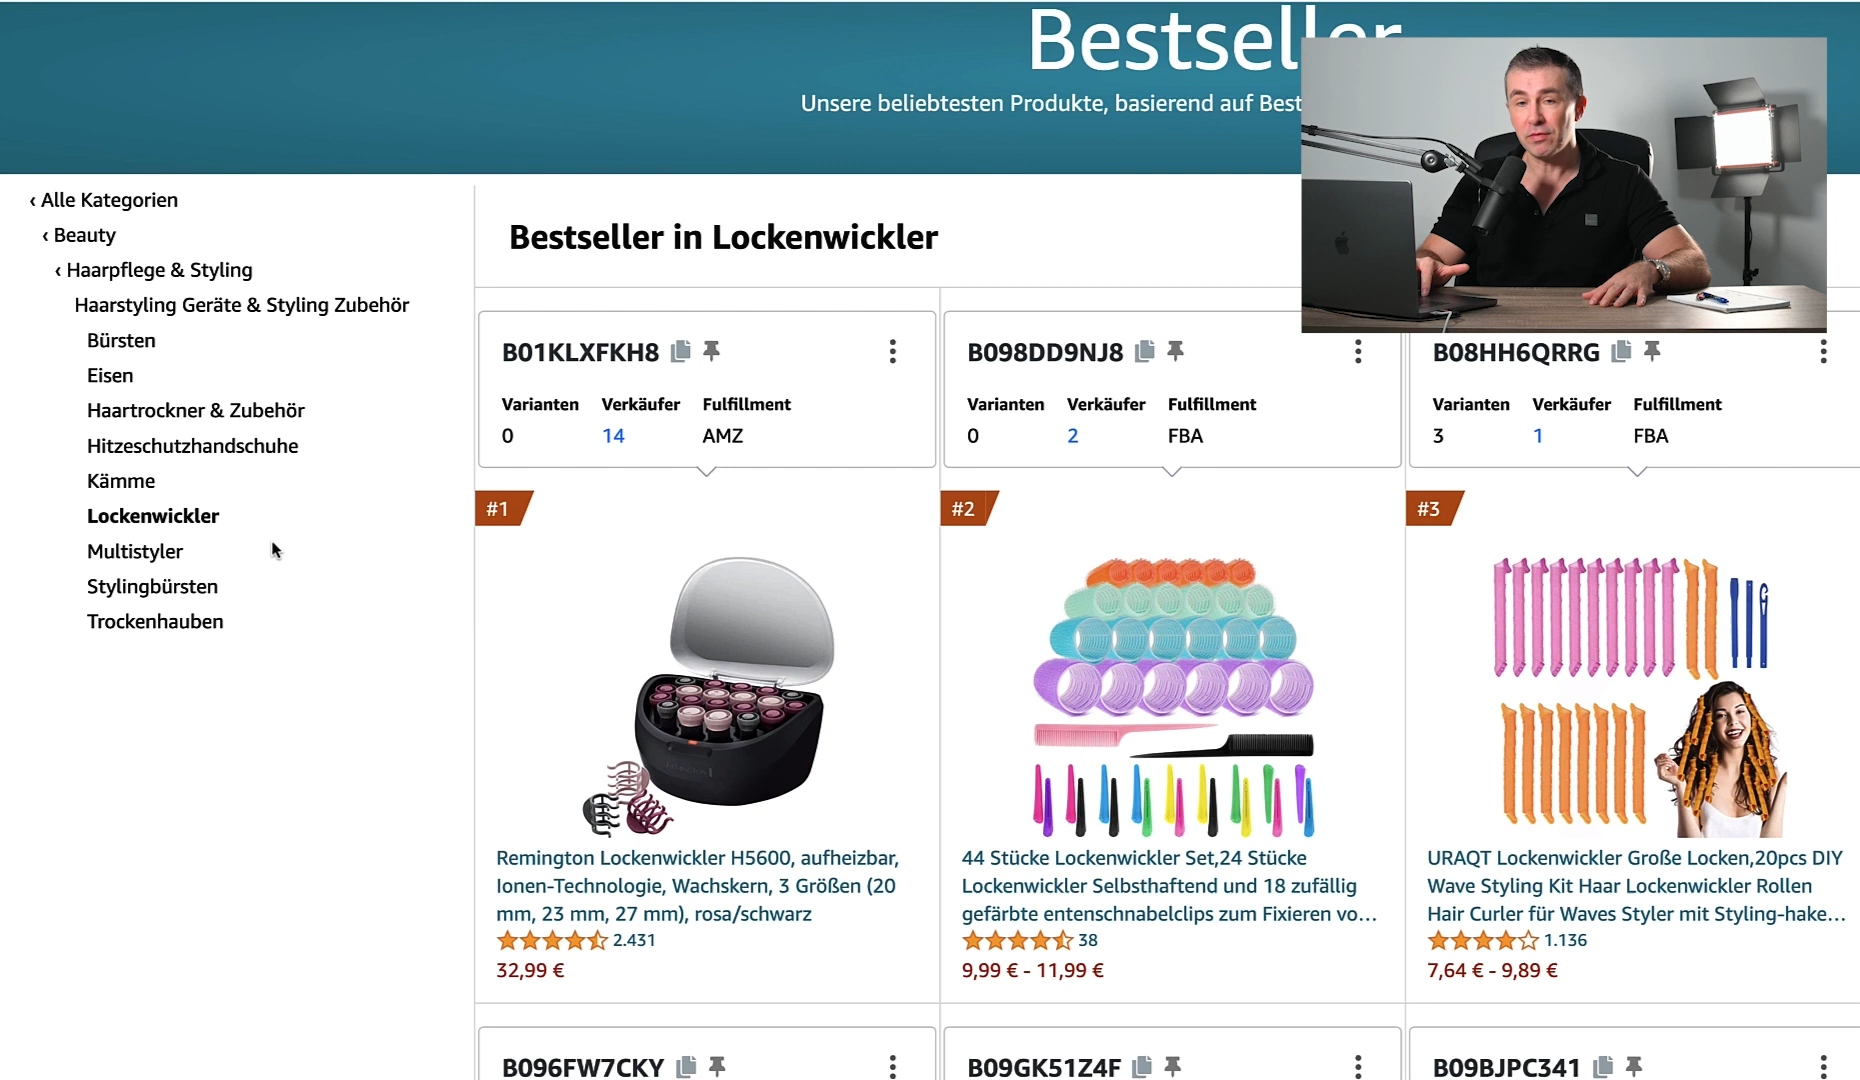 Bestseller
Unsere beliebtesten Produkte, basierend auf Best
‹ Alle Kategorien
‹ Beauty
‹ Haarpflege & Styling
Haarstyling Geräte & Styling Zubehör
Bürsten
Eisen
Haartrockner & Zubehör
Hitzeschutzhandschuhe
Kämme
Lockenwickler
Multistyler
Stylingbürsten
Trockenhauben
Bestseller in Lockenwickler
B01KLXFKH8
Varianten Verkäufer Fulfillment
0 14 AMZ
#1
Remington Lockenwickler H5600, aufheizbar,
Ionen-Technologie, Wachskern, 3 Größen (20
mm, 23 mm, 27 mm), rosa/schwarz
2.431
32,99 €
B098DD9NJ8
Varianten Verkäufer Fulfillment
0 2 FBA
#2
44 Stücke Lockenwickler Set,24 Stücke
Lockenwickler Selbsthaftend und 18 zufällig
gefärbte entenschnabelclips zum Fixieren vo…
38
9,99 € - 11,99 €
B08HH6QRRG
Varianten Verkäufer Fulfillment
3 1 FBA
#3
URAQT Lockenwickler Große Locken,20pcs DIY
Wave Styling Kit Haar Lockenwickler Rollen
Hair Curler für Waves Styler mit Styling-hake…
1.136
7,64 € - 9,89 €
B096FW7CKY
B09GK51Z4F
B09BJPC341